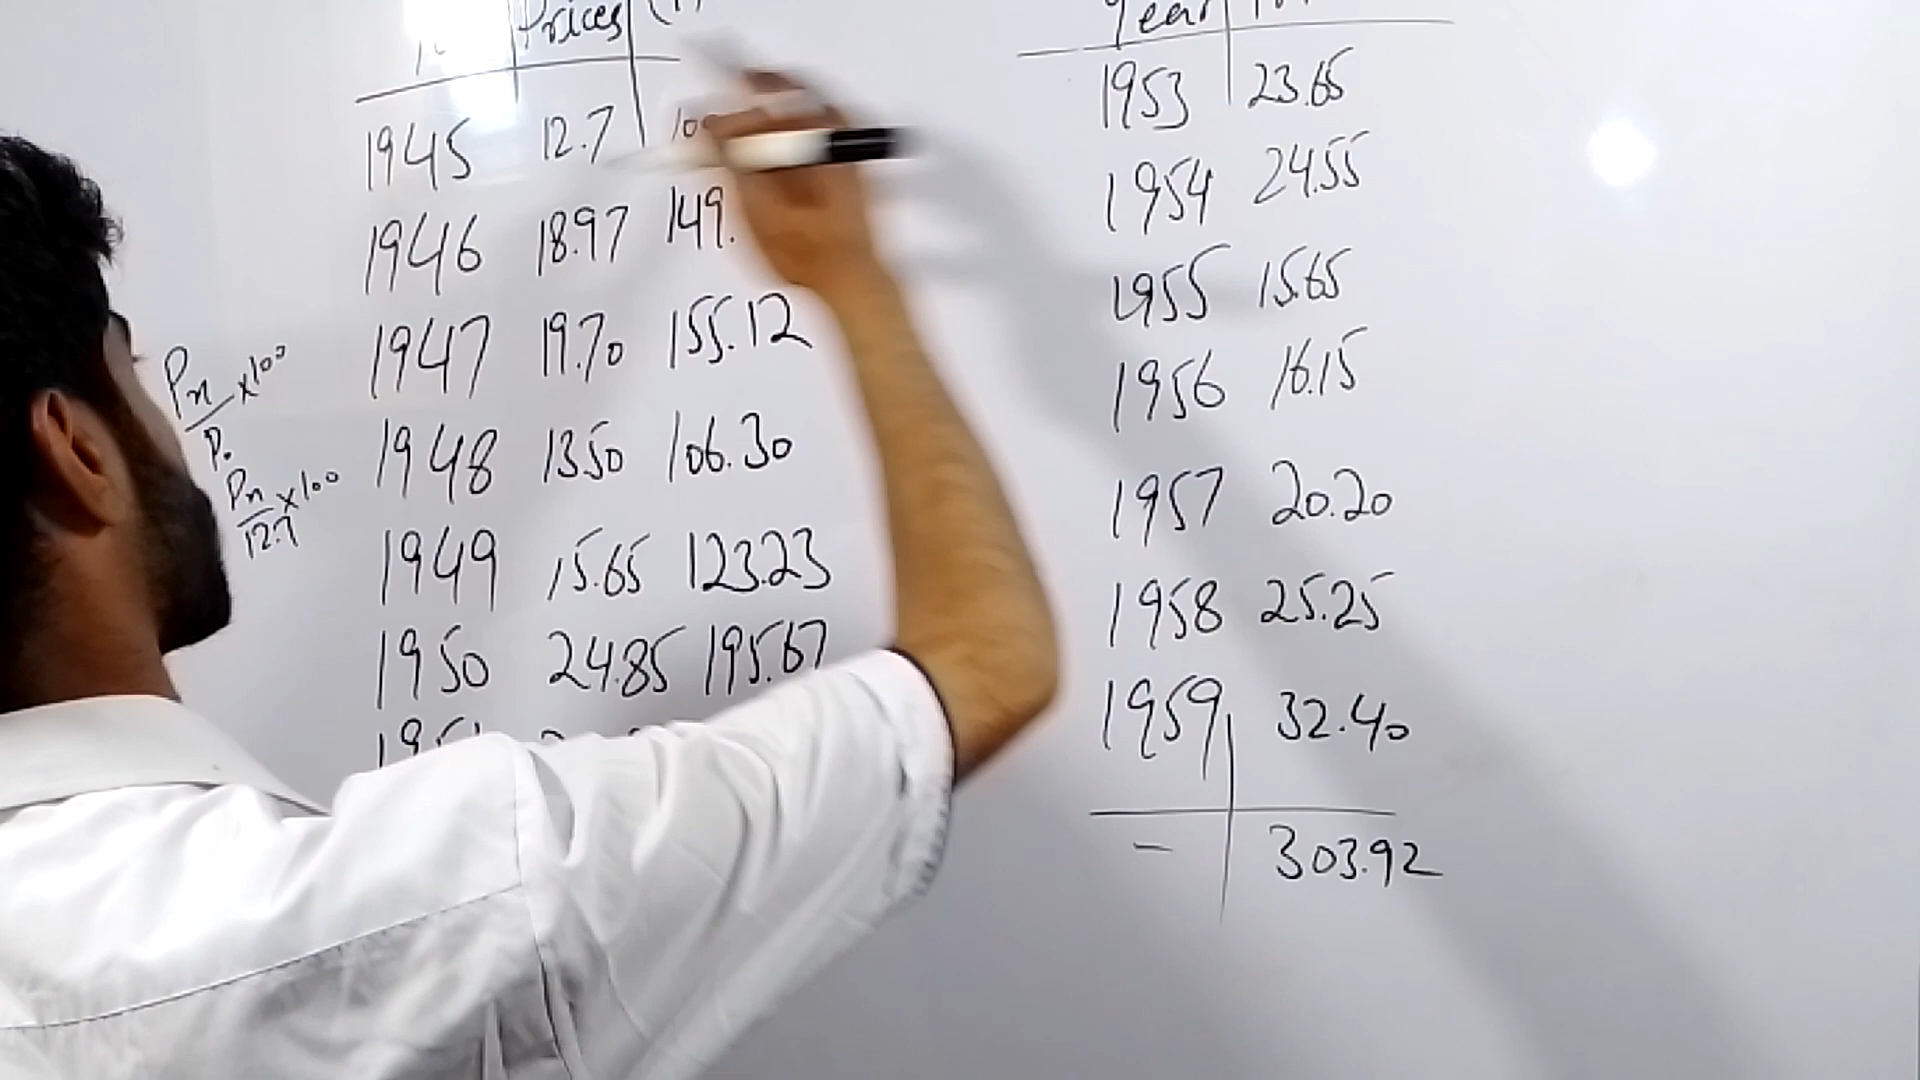 Prices
1945 12.7
1946 18.97 149.
1947 19.70 155.12
1948 13.50 106.30
1949 15.65 123.23
1950 24.85 195.67
Pn/P. x100
Pn/12.7 x100
Year
1953 23.65
1954 24.55
1955 15.65
1956 16.15
1957 20.20
1958 25.25
1959 32.40
- 303.92